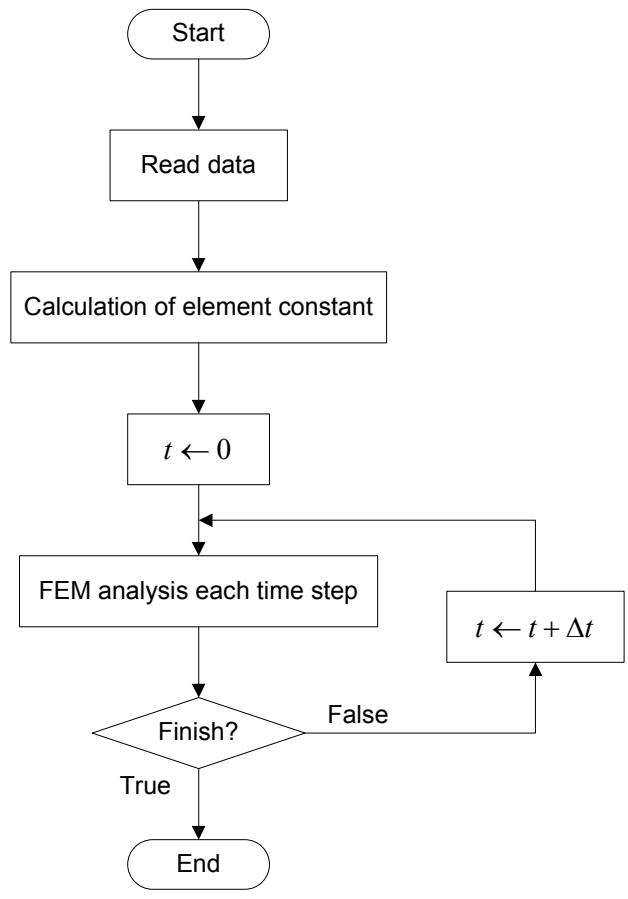 Start
Read data
Calculation of element constant
t ← 0
FEM analysis each time step
t ← t + Δt
Finish?
False
True
End